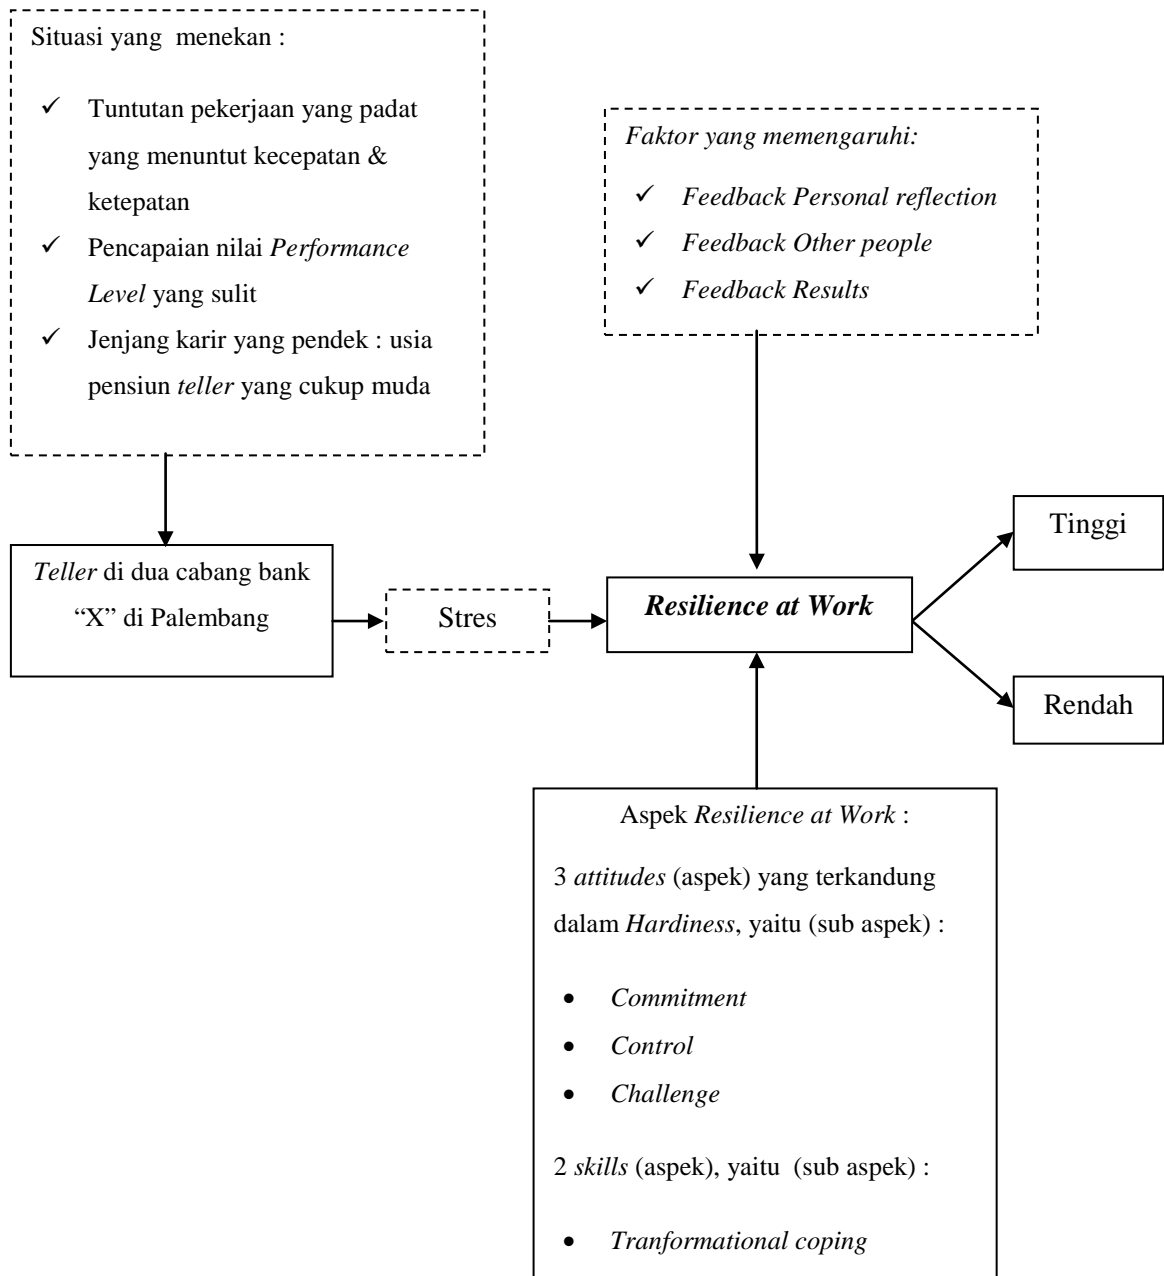 Situasi yang menekan :
✓ Tuntutan pekerjaan yang padat
yang menuntut kecepatan &
ketepatan
✓ Pencapaian nilai Performance
Level yang sulit
✓ Jenjang karir yang pendek : usia
pensiun teller yang cukup muda
Faktor yang memengaruhi:
✓ Feedback Personal reflection
✓ Feedback Other people
✓ Feedback Results
Teller di dua cabang bank
“X” di Palembang
Stres
Resilience at Work
Tinggi
Rendah
Aspek Resilience at Work :
3 attitudes (aspek) yang terkandung
dalam Hardiness, yaitu (sub aspek) :
• Commitment
• Control
• Challenge
2 skills (aspek), yaitu (sub aspek) :
• Tranformational coping